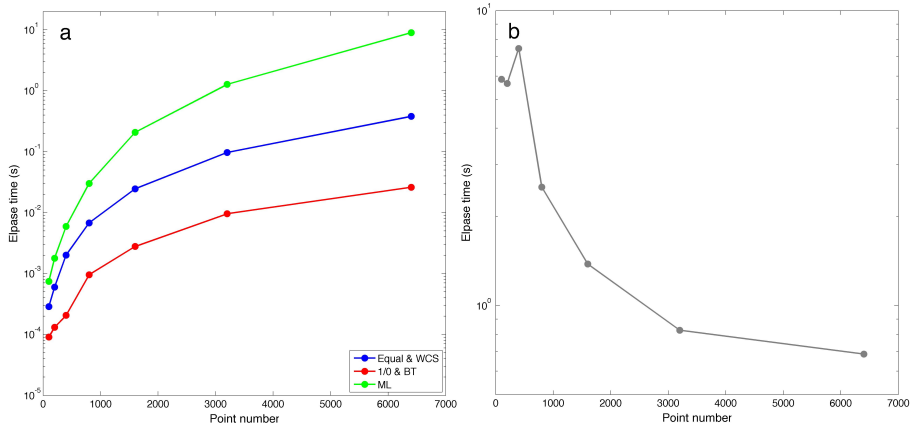 a
10^1
10^0
10^-1
10^-2
10^-3
10^-4
10^-5
Elpase time (s)
0 1000 2000 3000 4000 5000 6000 7000
Point number
Equal & WCS
1/0 & BT
ML
b
10^1
10^0
Elpase time (s)
0 1000 2000 3000 4000 5000 6000 7000
Point number